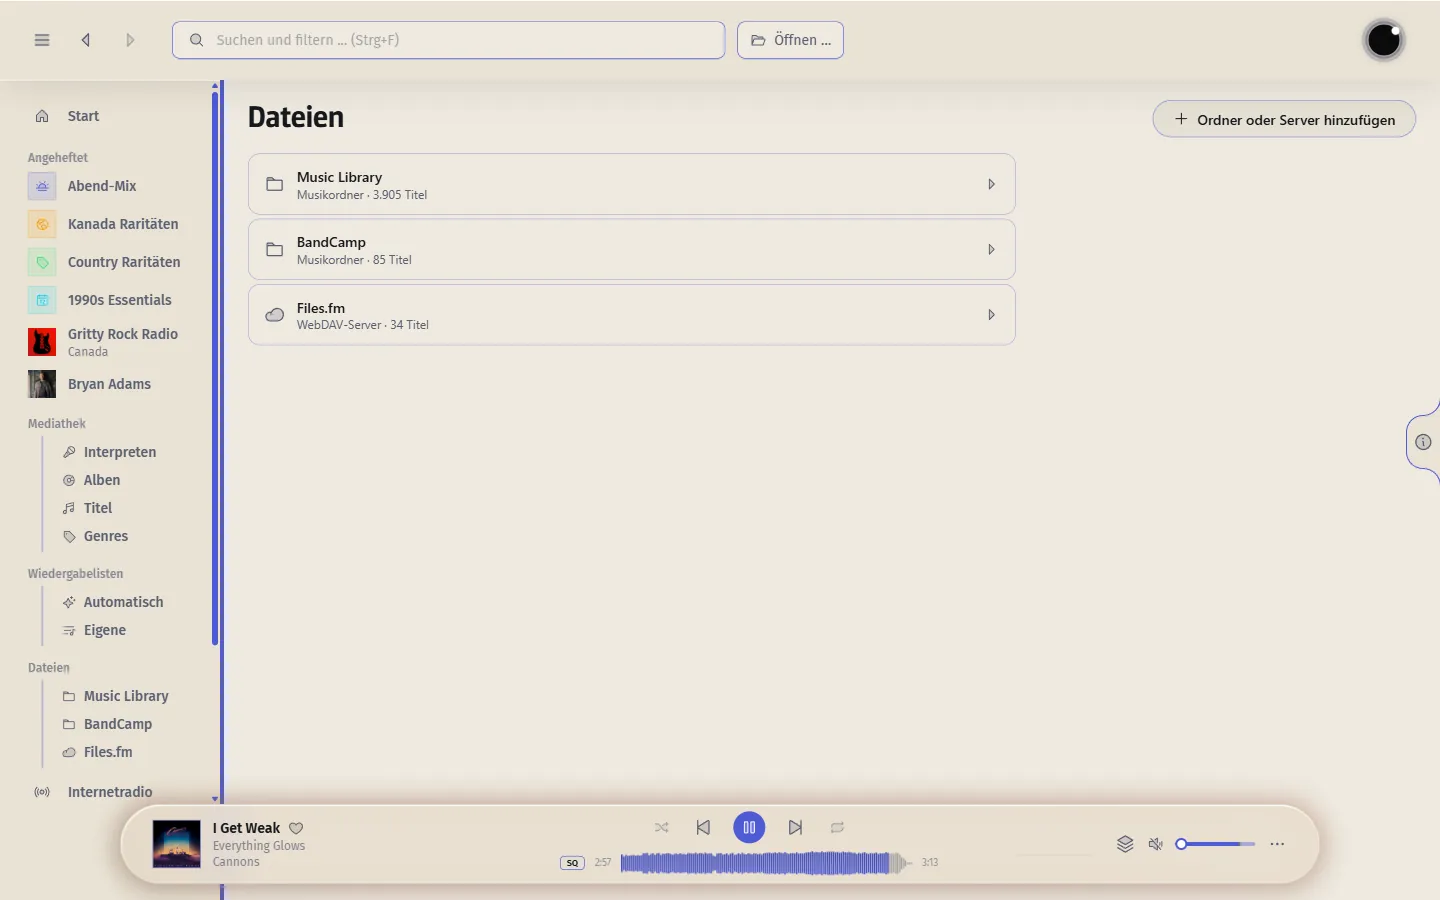 Suchen und filtern ... (Strg+F)
Öffnen ...
Start
Angeheftet
Abend-Mix
Kanada Raritäten
Country Raritäten
1990s Essentials
Gritty Rock Radio
Canada
Bryan Adams
Mediathek
Interpreten
Alben
Titel
Genres
Wiedergabelisten
Automatisch
Eigene
Dateien
Music Library
BandCamp
Files.fm
Internetradio
Dateien
Ordner oder Server hinzufügen
Music Library
Musikordner · 3.905 Titel
BandCamp
Musikordner · 85 Titel
Files.fm
WebDAV-Server · 34 Titel
I Get Weak
Everything Glows
Cannons
SQ
2:57
3:13